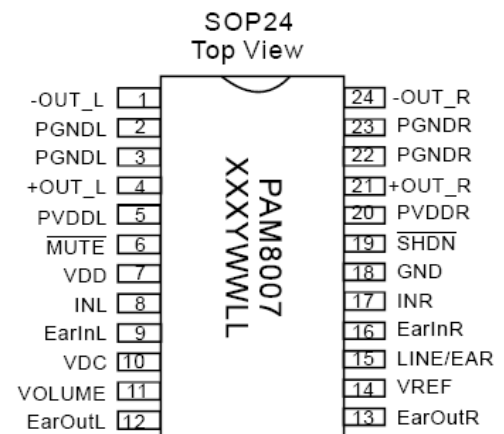 SOP24
Top View
-OUT_L 1 24 -OUT_R
PGNDL 2 23 PGNDR
PGNDL 3 22 PGNDR
+OUT_L 4 21 +OUT_R
PVDDL 5 20 PVDDR
MUTE 6 19 SHDN
VDD 7 18 GND
INL 8 17 INR
EarInL 9 16 EarInR
VDC 10 15 LINE/EAR
VOLUME 11 14 VREF
EarOutL 12 13 EarOutR
PAM8007
XXXYWWLL